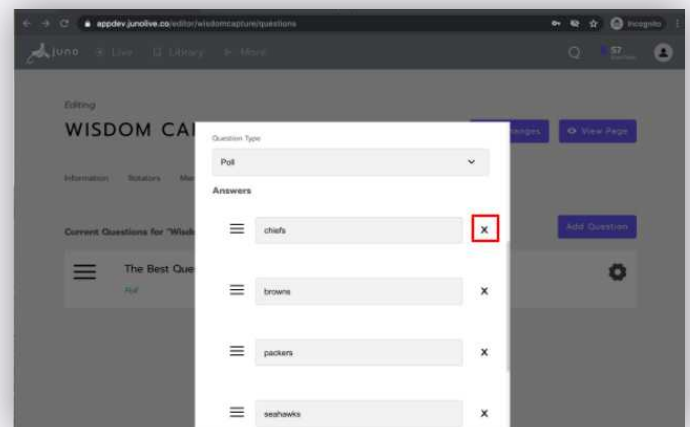 appdev.junolive.co/editor/wisdomcapture/questions
Incognito
juno Live Library More
57
Editing
WISDOM CA
View Page
Question Type
Poll
Information
Answers
Current Questions for "Wisd
Add Question
chiefs X
The Best Que
Poll
browns X
packers X
seahawks X